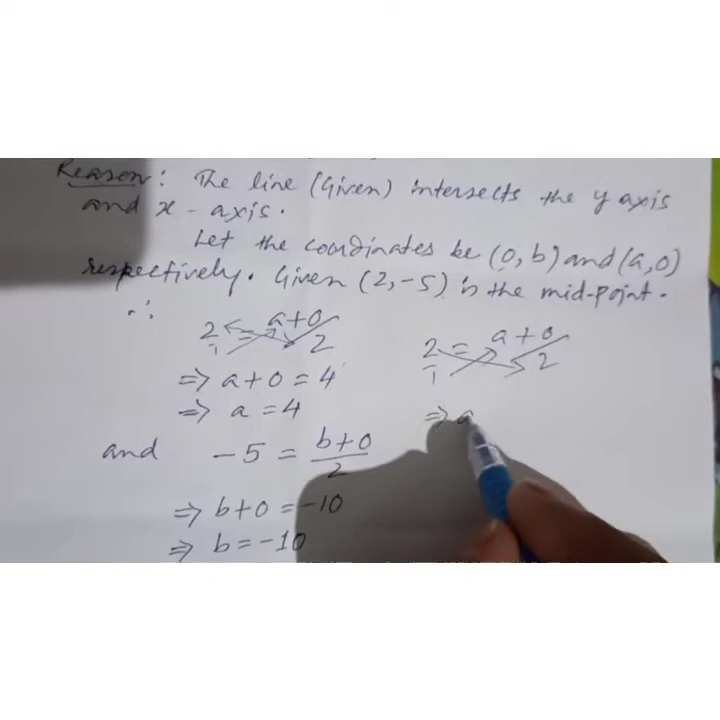 Reason: The line (Given) intersects the y axis
and x-axis.
Let the coordinates be (0, b) and (a, 0)
respectively. Given (2, -5) is the mid-point.
∴
2/1 = a+0/2
⇒ a+0 = 4
⇒ a = 4
and -5 = b+0/2
⇒ b+0 = -10
⇒ b = -10
2/1 = a+0/2
⇒ a